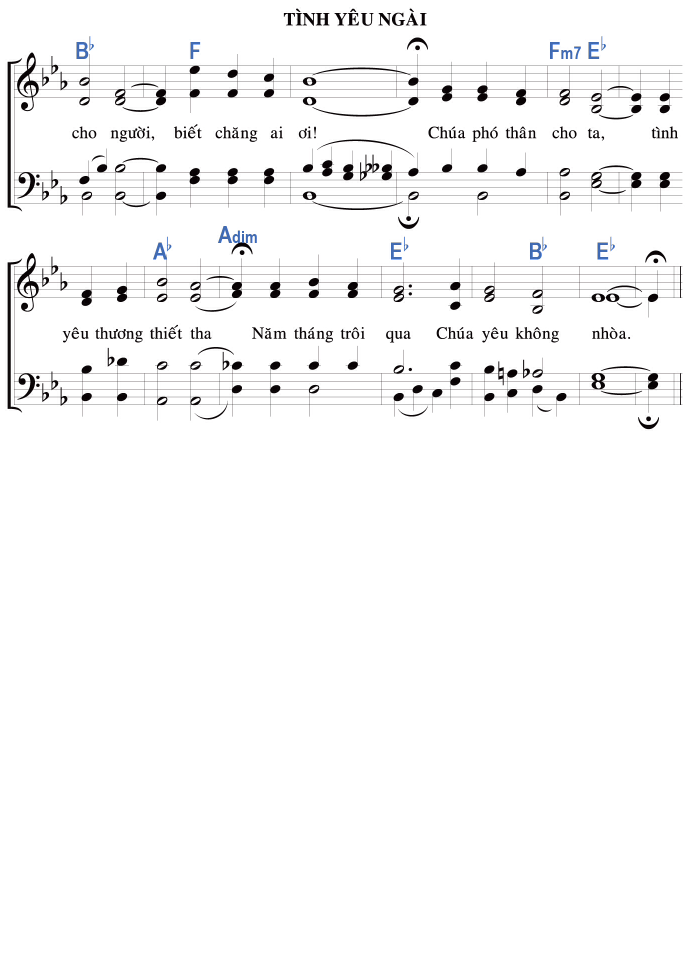 TÌNH YÊU NGÀI
B♭ F Fm7 E♭
cho người, biết chăng ai ơi! Chúa phó thân cho ta, tình
A♭ Adim E♭ B♭ E♭
yêu thương thiết tha Năm tháng trôi qua Chúa yêu không nhòa.